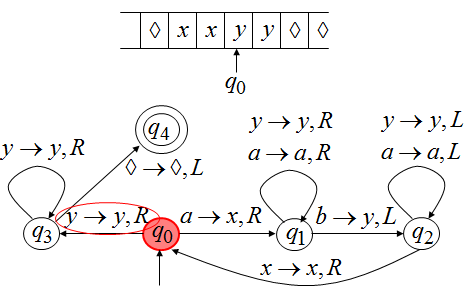 ◊ x x y y ◊ ◊
q₀
q₄
y → y, R
◊ → ◊, L
y → y, R
a → a, R
y → y, L
a → a, L
y → y, R
a → x, R
b → y, L
q₃
q₀
q₁
q₂
x → x, R